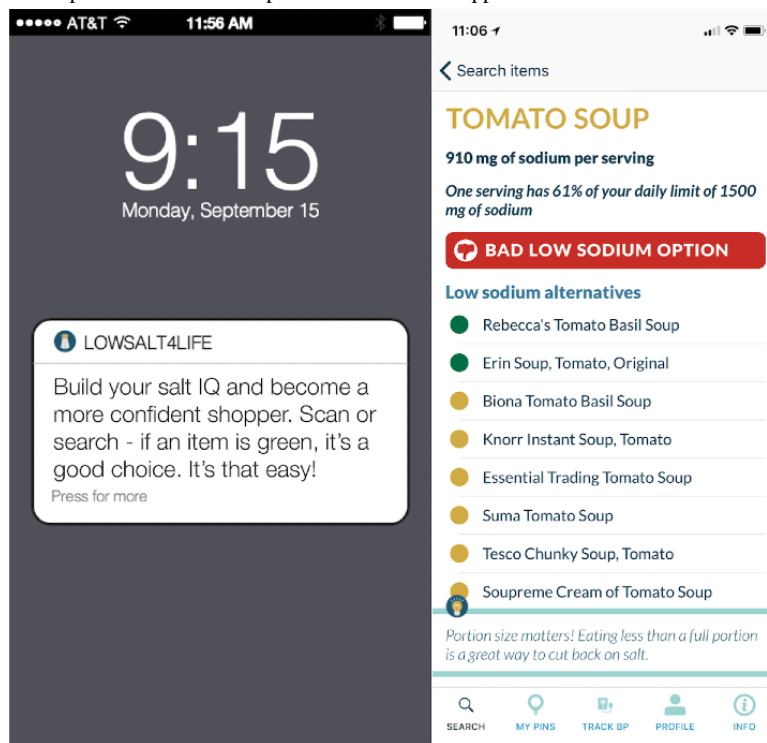 AT&T 11:56 AM
9:15
Monday, September 15
LOWSALT4LIFE
Build your salt IQ and become a
more confident shopper. Scan or
search - if an item is green, it's a
good choice. It's that easy!
Press for more
11:06
Search items
TOMATO SOUP
910 mg of sodium per serving
One serving has 61% of your daily limit of 1500
mg of sodium
BAD LOW SODIUM OPTION
Low sodium alternatives
Rebecca's Tomato Basil Soup
Erin Soup, Tomato, Original
Biona Tomato Basil Soup
Knorr Instant Soup, Tomato
Essential Trading Tomato Soup
Suma Tomato Soup
Tesco Chunky Soup, Tomato
Soupreme Cream of Tomato Soup
Portion size matters! Eating less than a full portion
is a great way to cut back on salt.
SEARCH MY PINS TRACK BP PROFILE INFO